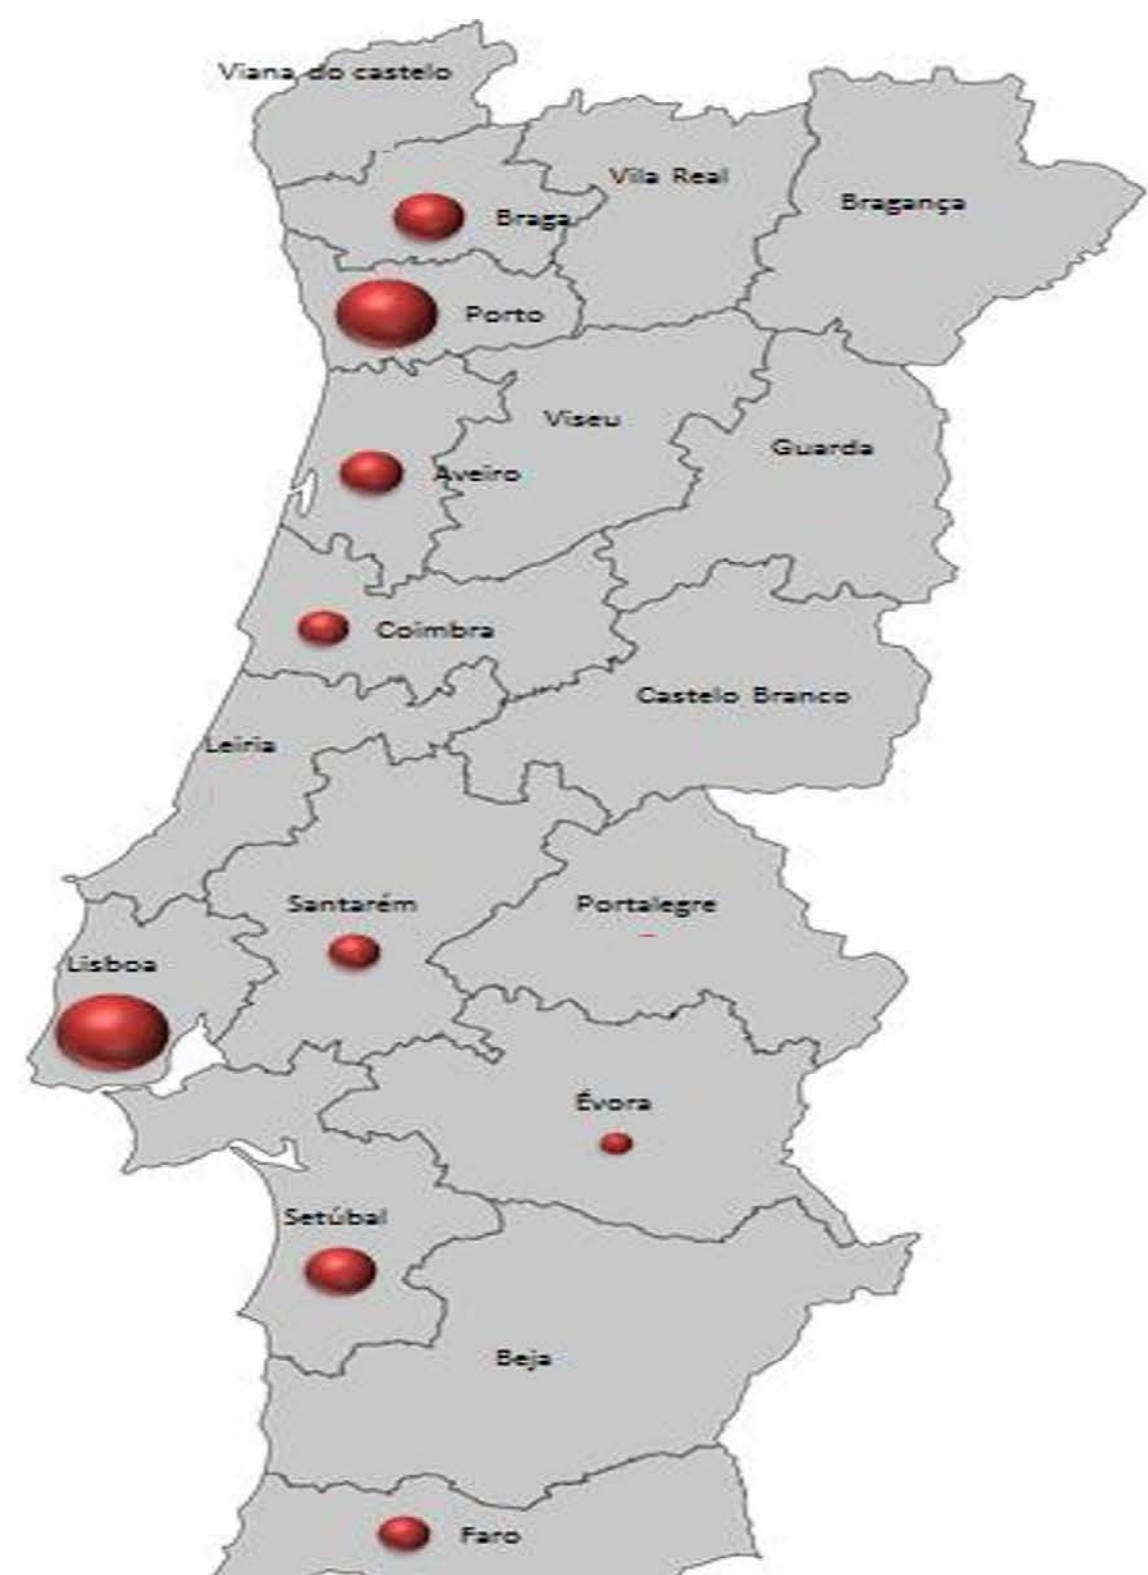 Viana do castelo
Vila Real
Bragança
Braga
Porto
Viseu
Guarda
Aveiro
Coimbra
Castelo Branco
Leiria
Santarém
Portalegre
Lisboa
Évora
Setúbal
Beja
Faro